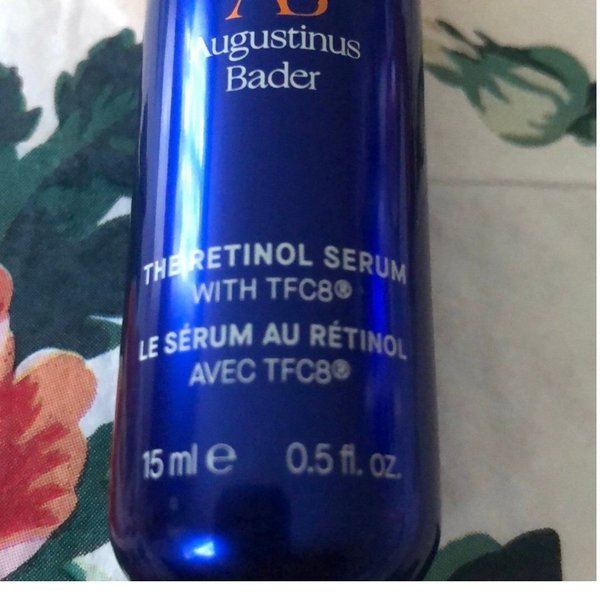 AB
Augustinus
Bader
THE RETINOL SERUM
WITH TFC8®
LE SÉRUM AU RÉTINOL
AVEC TFC8®
15 ml e 0.5 fl. oz.